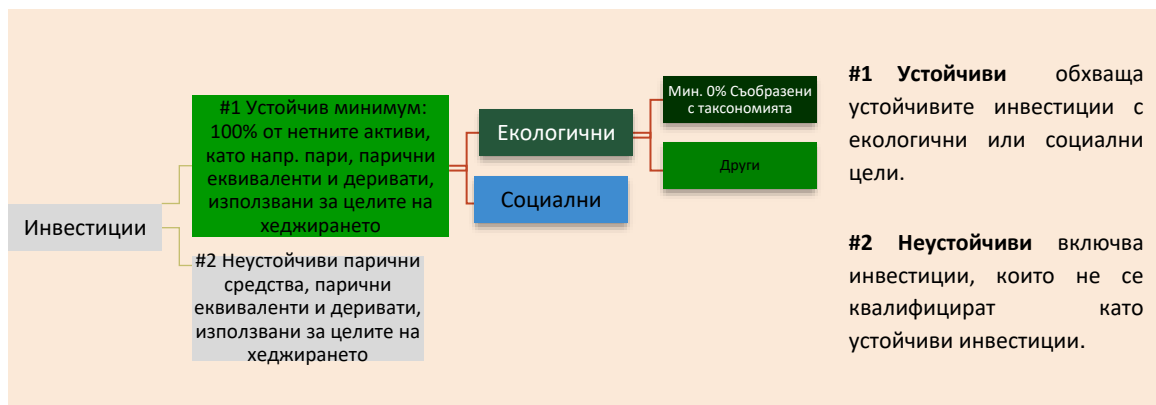 Инвестиции
#1 Устойчив минимум:
100% от нетните активи,
като напр. пари, парични
еквиваленти и деривати,
използвани за целите на
хеджирането
#2 Неустойчиви парични
средства, парични
еквиваленти и деривати,
използвани за целите на
хеджирането
Екологични
Социални
Мин. 0% Съобразени
с таксономията
Други
#1 Устойчиви обхваща
устойчивите инвестиции с
екологични или социални
цели.
#2 Неустойчиви включва
инвестиции, които не се
квалифицират като
устойчиви инвестиции.